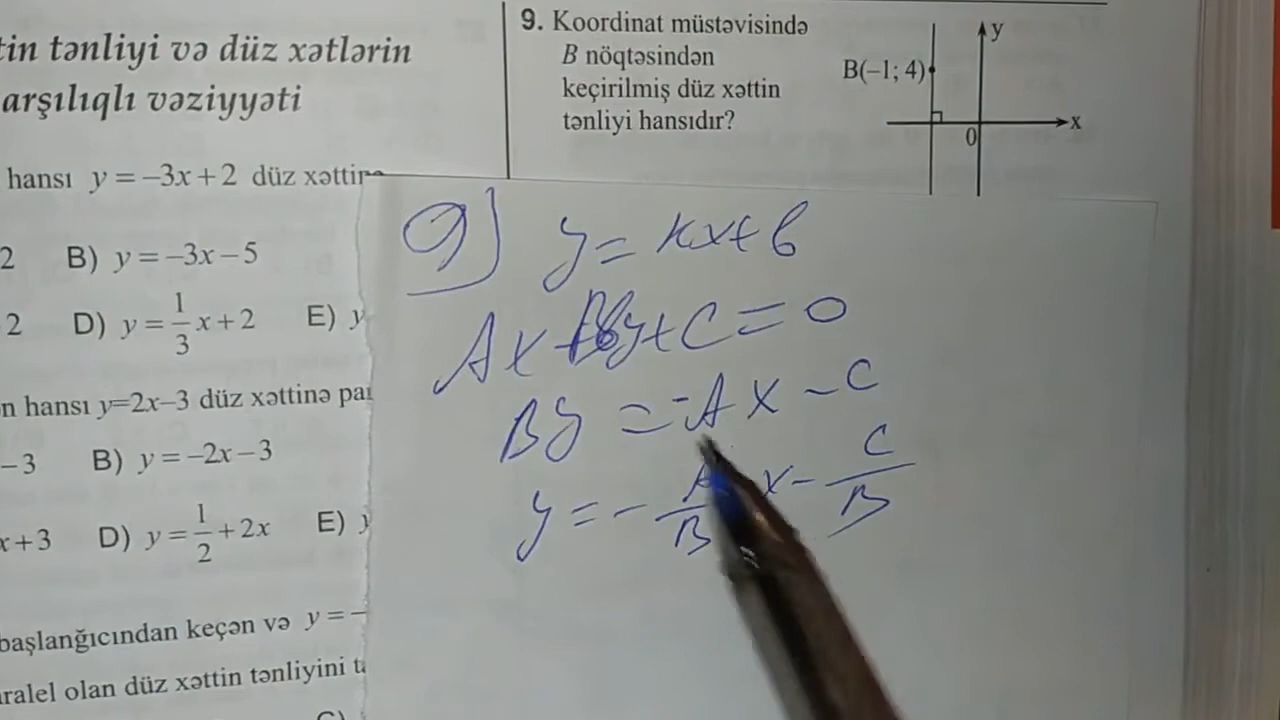 tin tənliyi və düz xətlərin
arşılıqlı vəziyyəti
hansı y = −3x + 2 düz xəttinə
2 B) y = −3x − 5
2 D) y = 1/3 x + 2 E) y
n hansı y=2x−3 düz xəttinə par
−3 B) y = −2x − 3
x + 3 D) y = 1/2 + 2x E) y
başlanğıcından keçən və y = −
ralel olan düz xəttin tənliyini
9. Koordinat müstəvisində
B nöqtəsindən
keçirilmiş düz xəttin
tənliyi hansıdır?
B(−1; 4)
y
x
0
9) y = kx + b
Ax + By + C = 0
By = −Ax − C
y = − A/B x − C/B